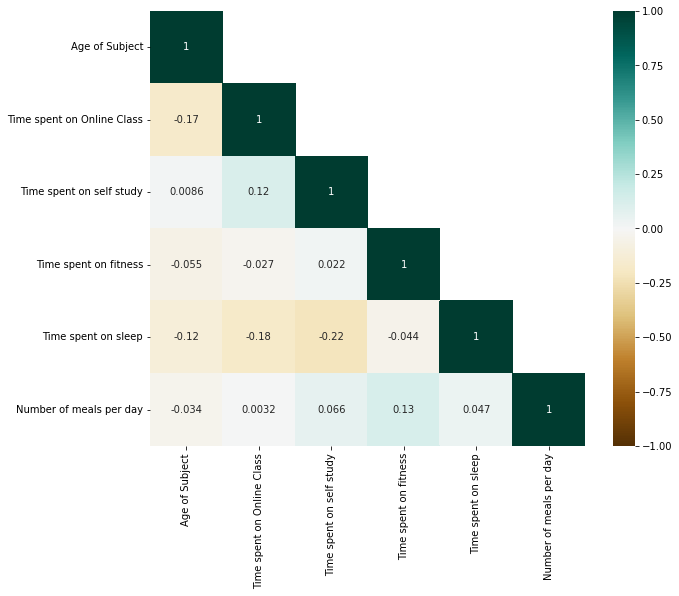 Age of Subject 1
Time spent on Online Class -0.17 1
Time spent on self study 0.0086 0.12 1
Time spent on fitness -0.055 -0.027 0.022 1
Time spent on sleep -0.12 -0.18 -0.22 -0.044 1
Number of meals per day -0.034 0.0032 0.066 0.13 0.047 1
Age of Subject
Time spent on Online Class
Time spent on self study
Time spent on fitness
Time spent on sleep
Number of meals per day
1.00
0.75
0.50
0.25
0.00
−0.25
−0.50
−0.75
−1.00